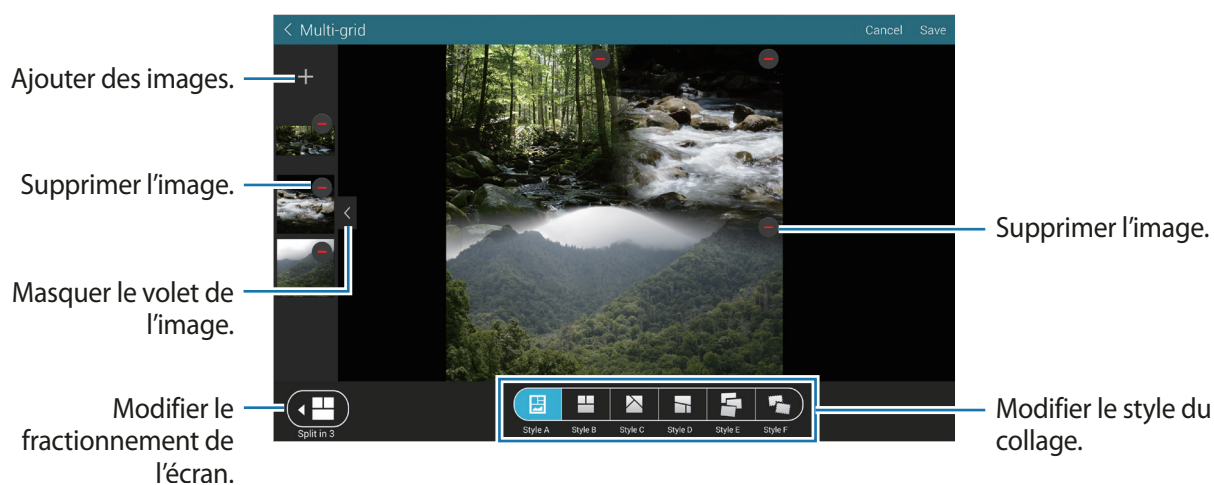 Multi-grid
Cancel Save
Ajouter des images.
Supprimer l’image.
Masquer le volet de
l’image.
Modifier le
fractionnement de
l’écran.
Supprimer l’image.
Modifier le style du
collage.
Split in 3
Style A Style B Style C Style D Style E Style F